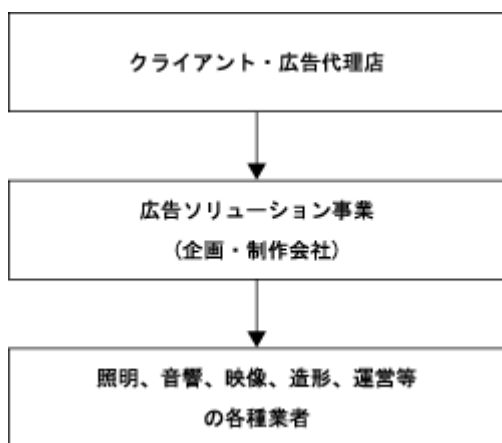 クライアント・広告代理店
広告ソリューション事業
(企画・制作会社)
照明、音響、映像、造形、運営等
の各種業者